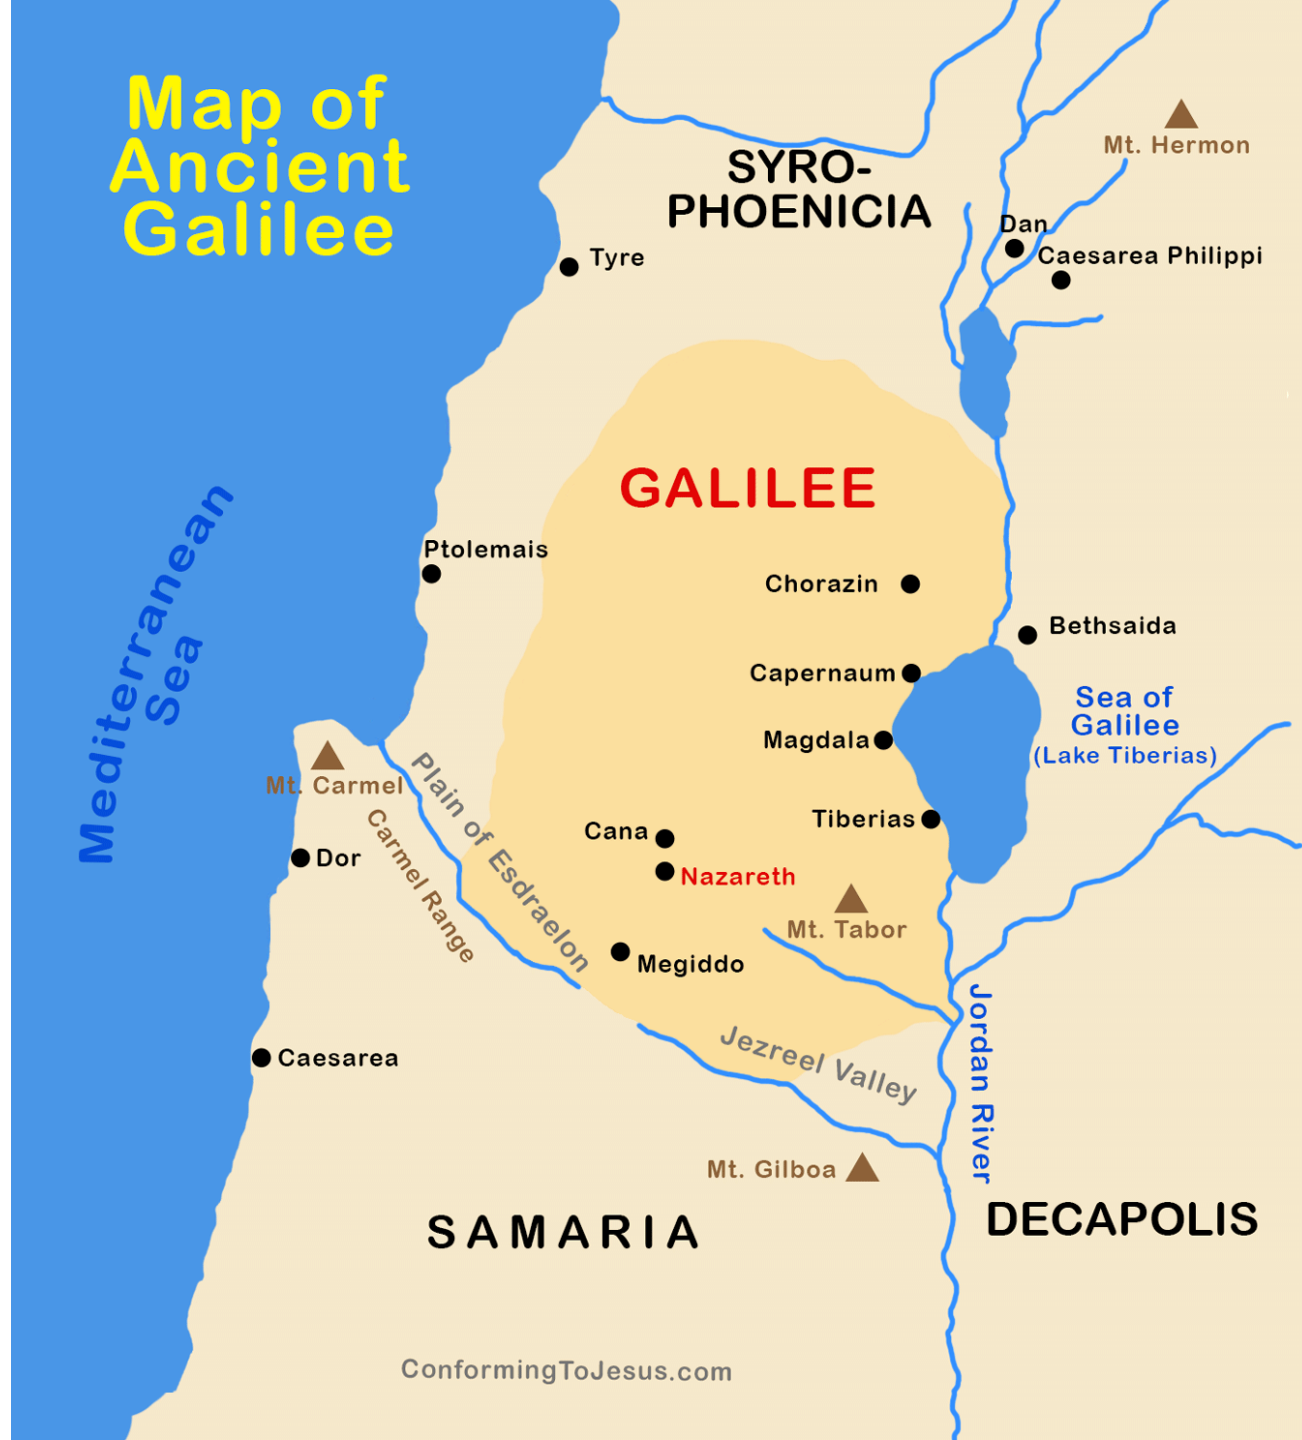 Map of
Ancient
Galilee
Mt. Hermon
SYRO-
PHOENICIA
Dan
Tyre
Caesarea Philippi
GALILEE
Mediterranean
Sea
Ptolemais
Chorazin
Bethsaida
Capernaum
Sea of
Galilee
(Lake Tiberias)
Magdala
Mt. Carmel
Plain of Esdraelon
Carmel Range
Tiberias
Cana
Dor
Nazareth
Mt. Tabor
Megiddo
Jordan River
Jezreel Valley
Caesarea
Mt. Gilboa
SAMARIA
DECAPOLIS
ConformingToJesus.com